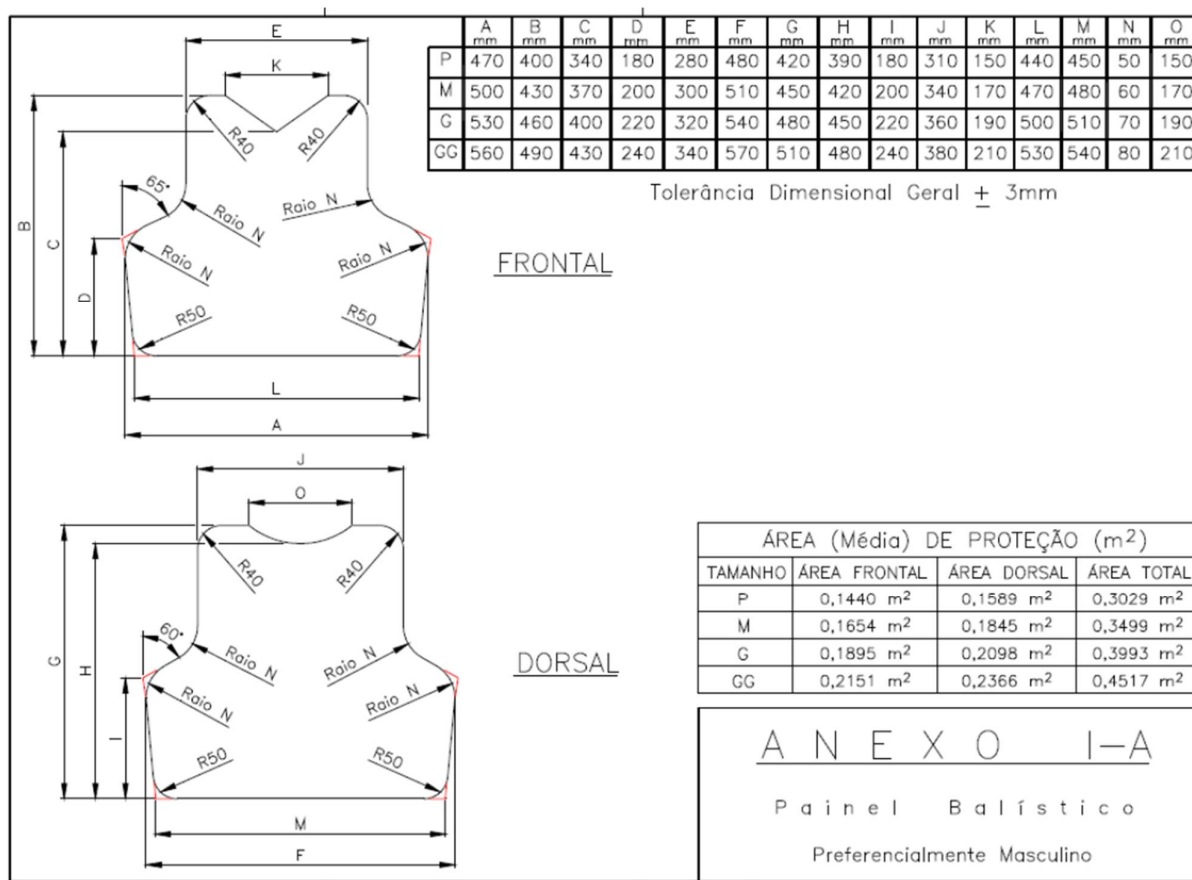 A B C D E F G H I J K L M N O
mm mm mm mm mm mm mm mm mm mm mm mm mm mm mm
P 470 400 340 180 280 480 420 390 180 310 150 440 450 50 150
M 500 430 370 200 300 510 450 420 200 340 170 470 480 60 170
G 530 460 400 220 320 540 480 450 220 360 190 500 510 70 190
GG 560 490 430 240 340 570 510 480 240 380 210 530 540 80 210
Tolerância Dimensional Geral ± 3mm
E
K
R40 R40
65°
Raio N Raio N
B C D
Raio N Raio N
R50 R50
L
A
FRONTAL
J
O
R40 R40
60°
Raio N Raio N
G H I
Raio N Raio N
R50 R50
M
F
DORSAL
ÁREA (Média) DE PROTEÇÃO (m²)
TAMANHO ÁREA FRONTAL ÁREA DORSAL ÁREA TOTAL
P 0,1440 m² 0,1589 m² 0,3029 m²
M 0,1654 m² 0,1845 m² 0,3499 m²
G 0,1895 m² 0,2098 m² 0,3993 m²
GG 0,2151 m² 0,2366 m² 0,4517 m²
ANEXO I-A
Painel Balístico
Preferencialmente Masculino